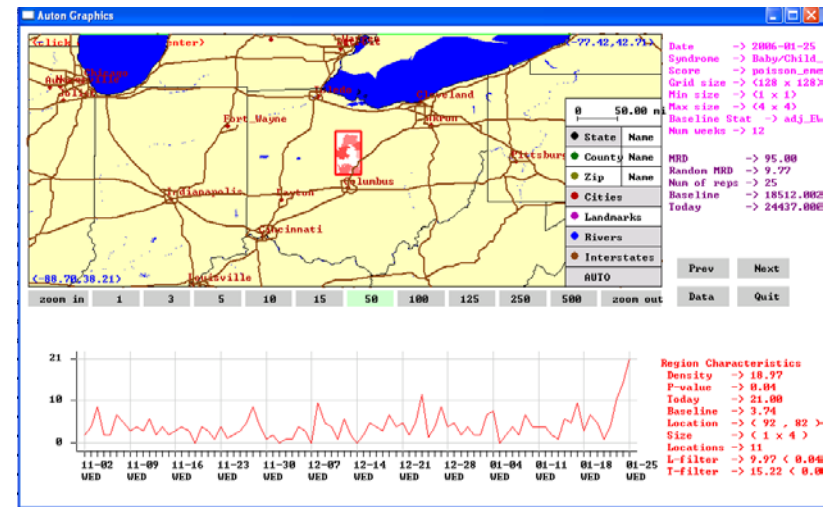 Auton Graphics
(click
enter)
(-77.42,42.71)
Chicago
Toledo
Cleveland
Fort_Wayne
Akron
Pittsburg
Columbus
Indianapolis
Dayton
Cincinnati
Louisville
(-88.70,38.21)
0 50.00 mi
State Name
County Name
Zip Name
Cities
Landmarks
Rivers
Interstates
AUTO
zoom in 1 3 5 10 15 50 100 125 250 500 zoom out
Date -> 2006-01-25
Syndrome -> Baby/Child_
Score -> poisson_eme
Grid size -> (128 x 128)
Min size -> (1 x 1)
Max size -> (4 x 4)
Baseline Stat -> adj_EW
Num weeks -> 12
MRD -> 95.00
Random MRD -> 9.77
Num of reps -> 25
Baseline -> 18512.002
Today -> 24437.000
Prev Next
Data Quit
21
10
0
11-02 11-09 11-16 11-23 11-30 12-07 12-14 12-21 12-28 01-04 01-11 01-18 01-25
WED WED WED WED WED WED WED WED WED WED WED WED WED
Region Characteristics
Density -> 18.97
P-value -> 0.04
Today -> 21.00
Baseline -> 3.74
Location -> ( 92 , 82 )
Size -> ( 1 x 4 )
Locations -> 11
L-filter -> 9.97 < 0.04
T-filter -> 15.22 < 0.00